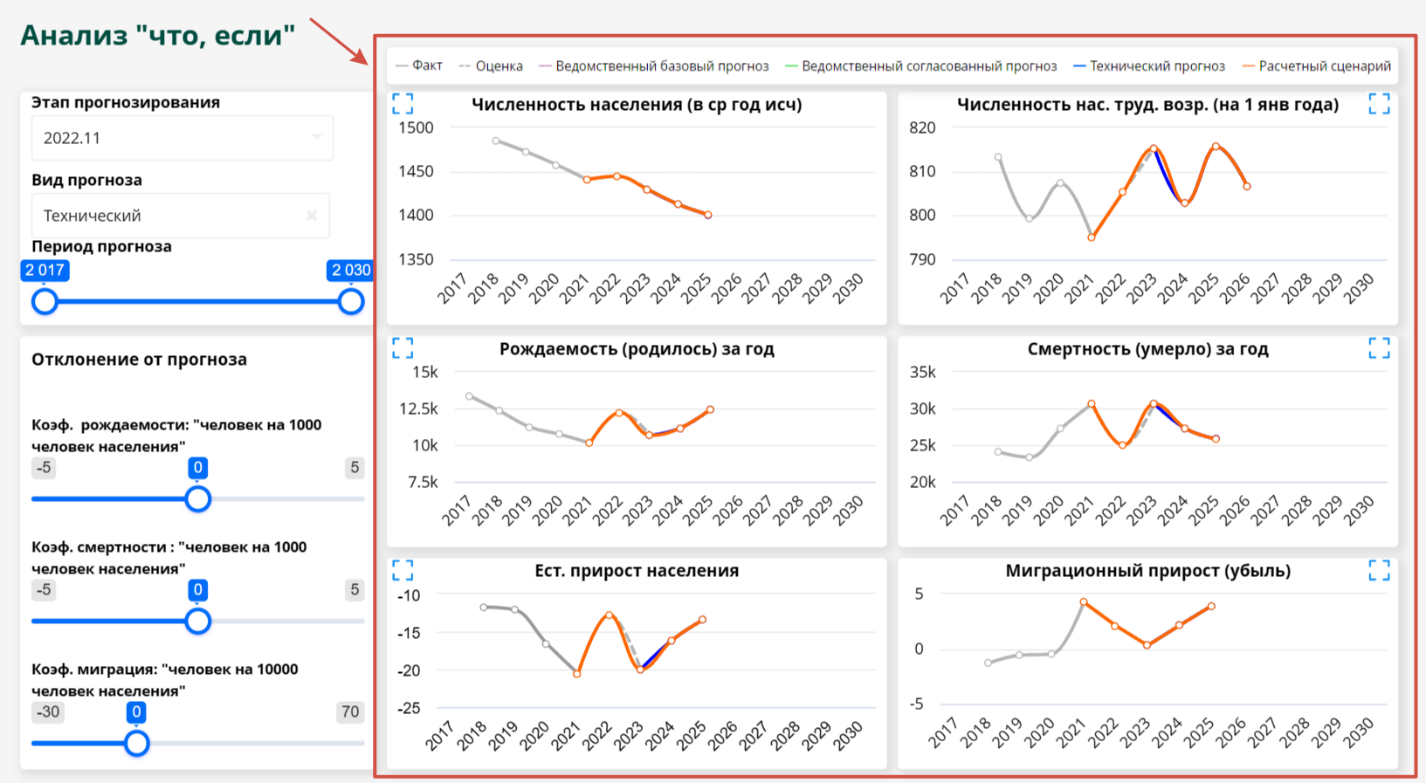 Анализ "что, если"
Этап прогнозирования
2022.11
Вид прогноза
Технический
Период прогноза
2 017 2 030
Отклонение от прогноза
Коэф. рождаемости: "человек на 1000
человек населения"
-5 0 5
Коэф. смертности : "человек на 1000
человек населения"
-5 0 5
Коэф. миграция: "человек на 10000
человек населения"
-30 0 70
Факт Оценка Ведомственный базовый прогноз Ведомственный согласованный прогноз Технический прогноз Расчетный сценарий
Численность населения (в ср год исч)
1500
1450
1400
1350
2017 2018 2019 2020 2021 2022 2023 2024 2025 2026 2027 2028 2029 2030
Численность нас. труд. возр. (на 1 янв года)
820
810
800
790
2017 2018 2019 2020 2021 2022 2023 2024 2025 2026 2027 2028 2029 2030
Рождаемость (родилось) за год
15k
12.5k
10k
7.5k
2017 2018 2019 2020 2021 2022 2023 2024 2025 2026 2027 2028 2029 2030
Смертность (умерло) за год
35k
30k
25k
20k
2017 2018 2019 2020 2021 2022 2023 2024 2025 2026 2027 2028 2029 2030
Ест. прирост населения
-10
-15
-20
-25
2017 2018 2019 2020 2021 2022 2023 2024 2025 2026 2027 2028 2029 2030
Миграционный прирост (убыль)
5
0
-5
2017 2018 2019 2020 2021 2022 2023 2024 2025 2026 2027 2028 2029 2030